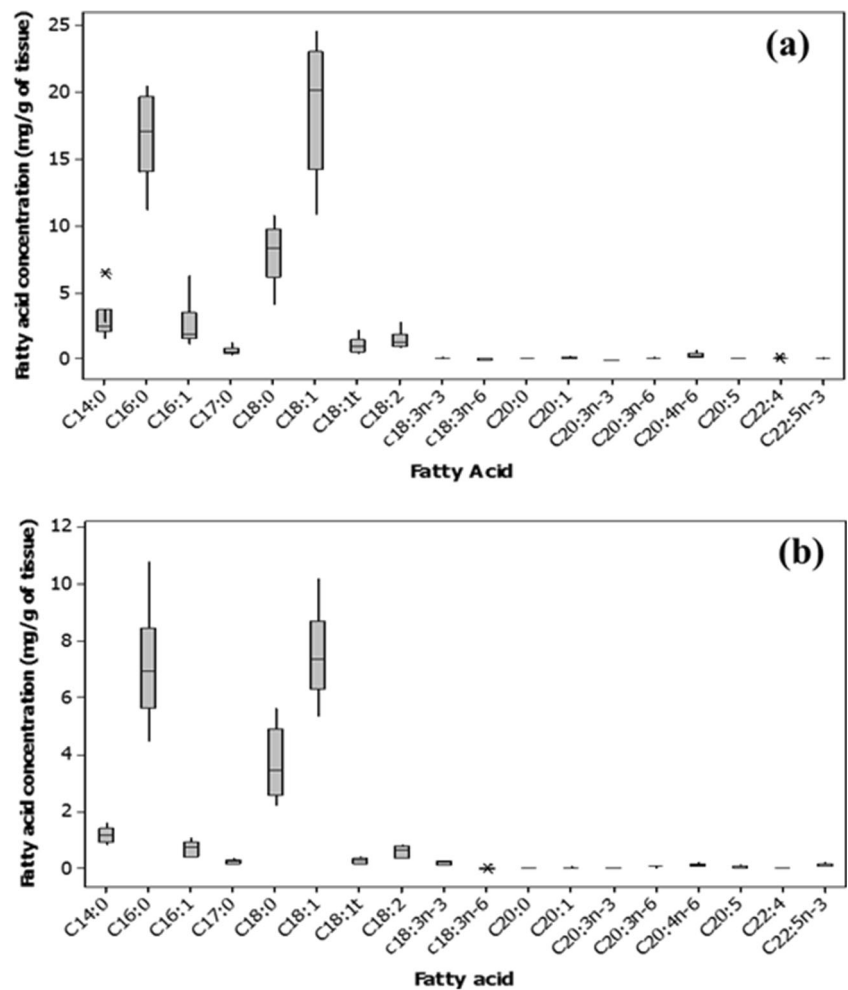 (a)
Fatty acid concentration (mg/g of tissue)
25
20
15
10
5
0
C14:0
C16:0
C16:1
C17:0
C18:0
C18:1
C18:1t
C18:2
c18:3n-3
c18:3n-6
C20:0
C20:1
C20:3n-3
C20:3n-6
C20:4n-6
C20:5
C22:4
C22:5n-3
Fatty Acid
(b)
Fatty acid concentration (mg/g of tissue)
12
10
8
6
4
2
0
C14:0
C16:0
C16:1
C17:0
C18:0
C18:1
C18:1t
C18:2
c18:3n-3
c18:3n-6
C20:0
C20:1
C20:3n-3
C20:3n-6
C20:4n-6
C20:5
C22:4
C22:5n-3
Fatty acid